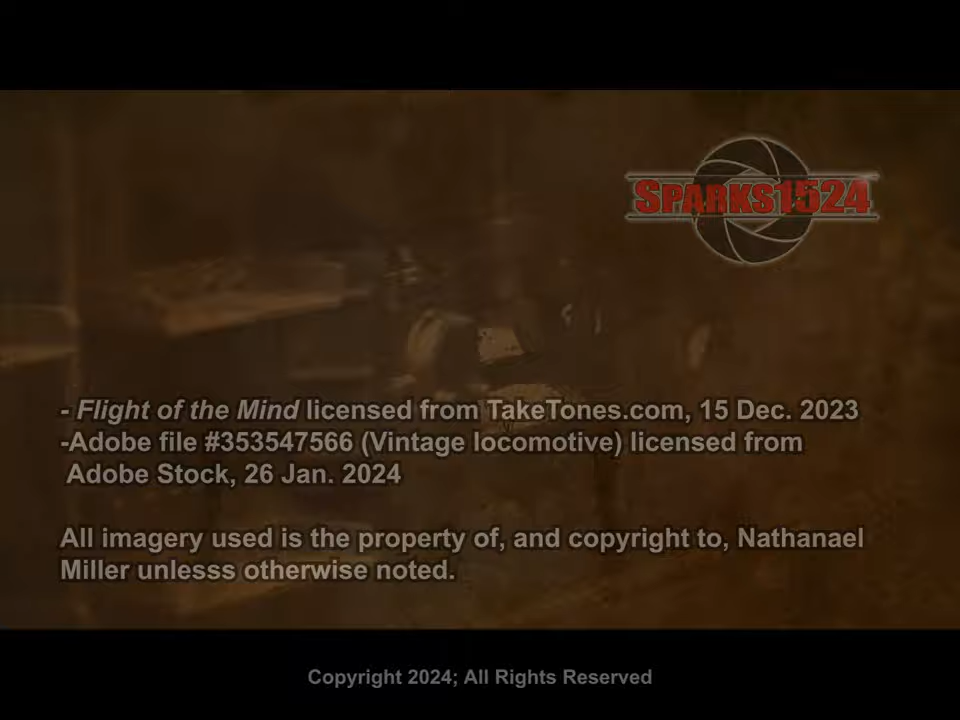 SPARKS1524
- Flight of the Mind licensed from TakeTones.com, 15 Dec. 2023
-Adobe file #353547566 (Vintage locomotive) licensed from
Adobe Stock, 26 Jan. 2024
All imagery used is the property of, and copyright to, Nathanael
Miller unlesss otherwise noted.
Copyright 2024; All Rights Reserved